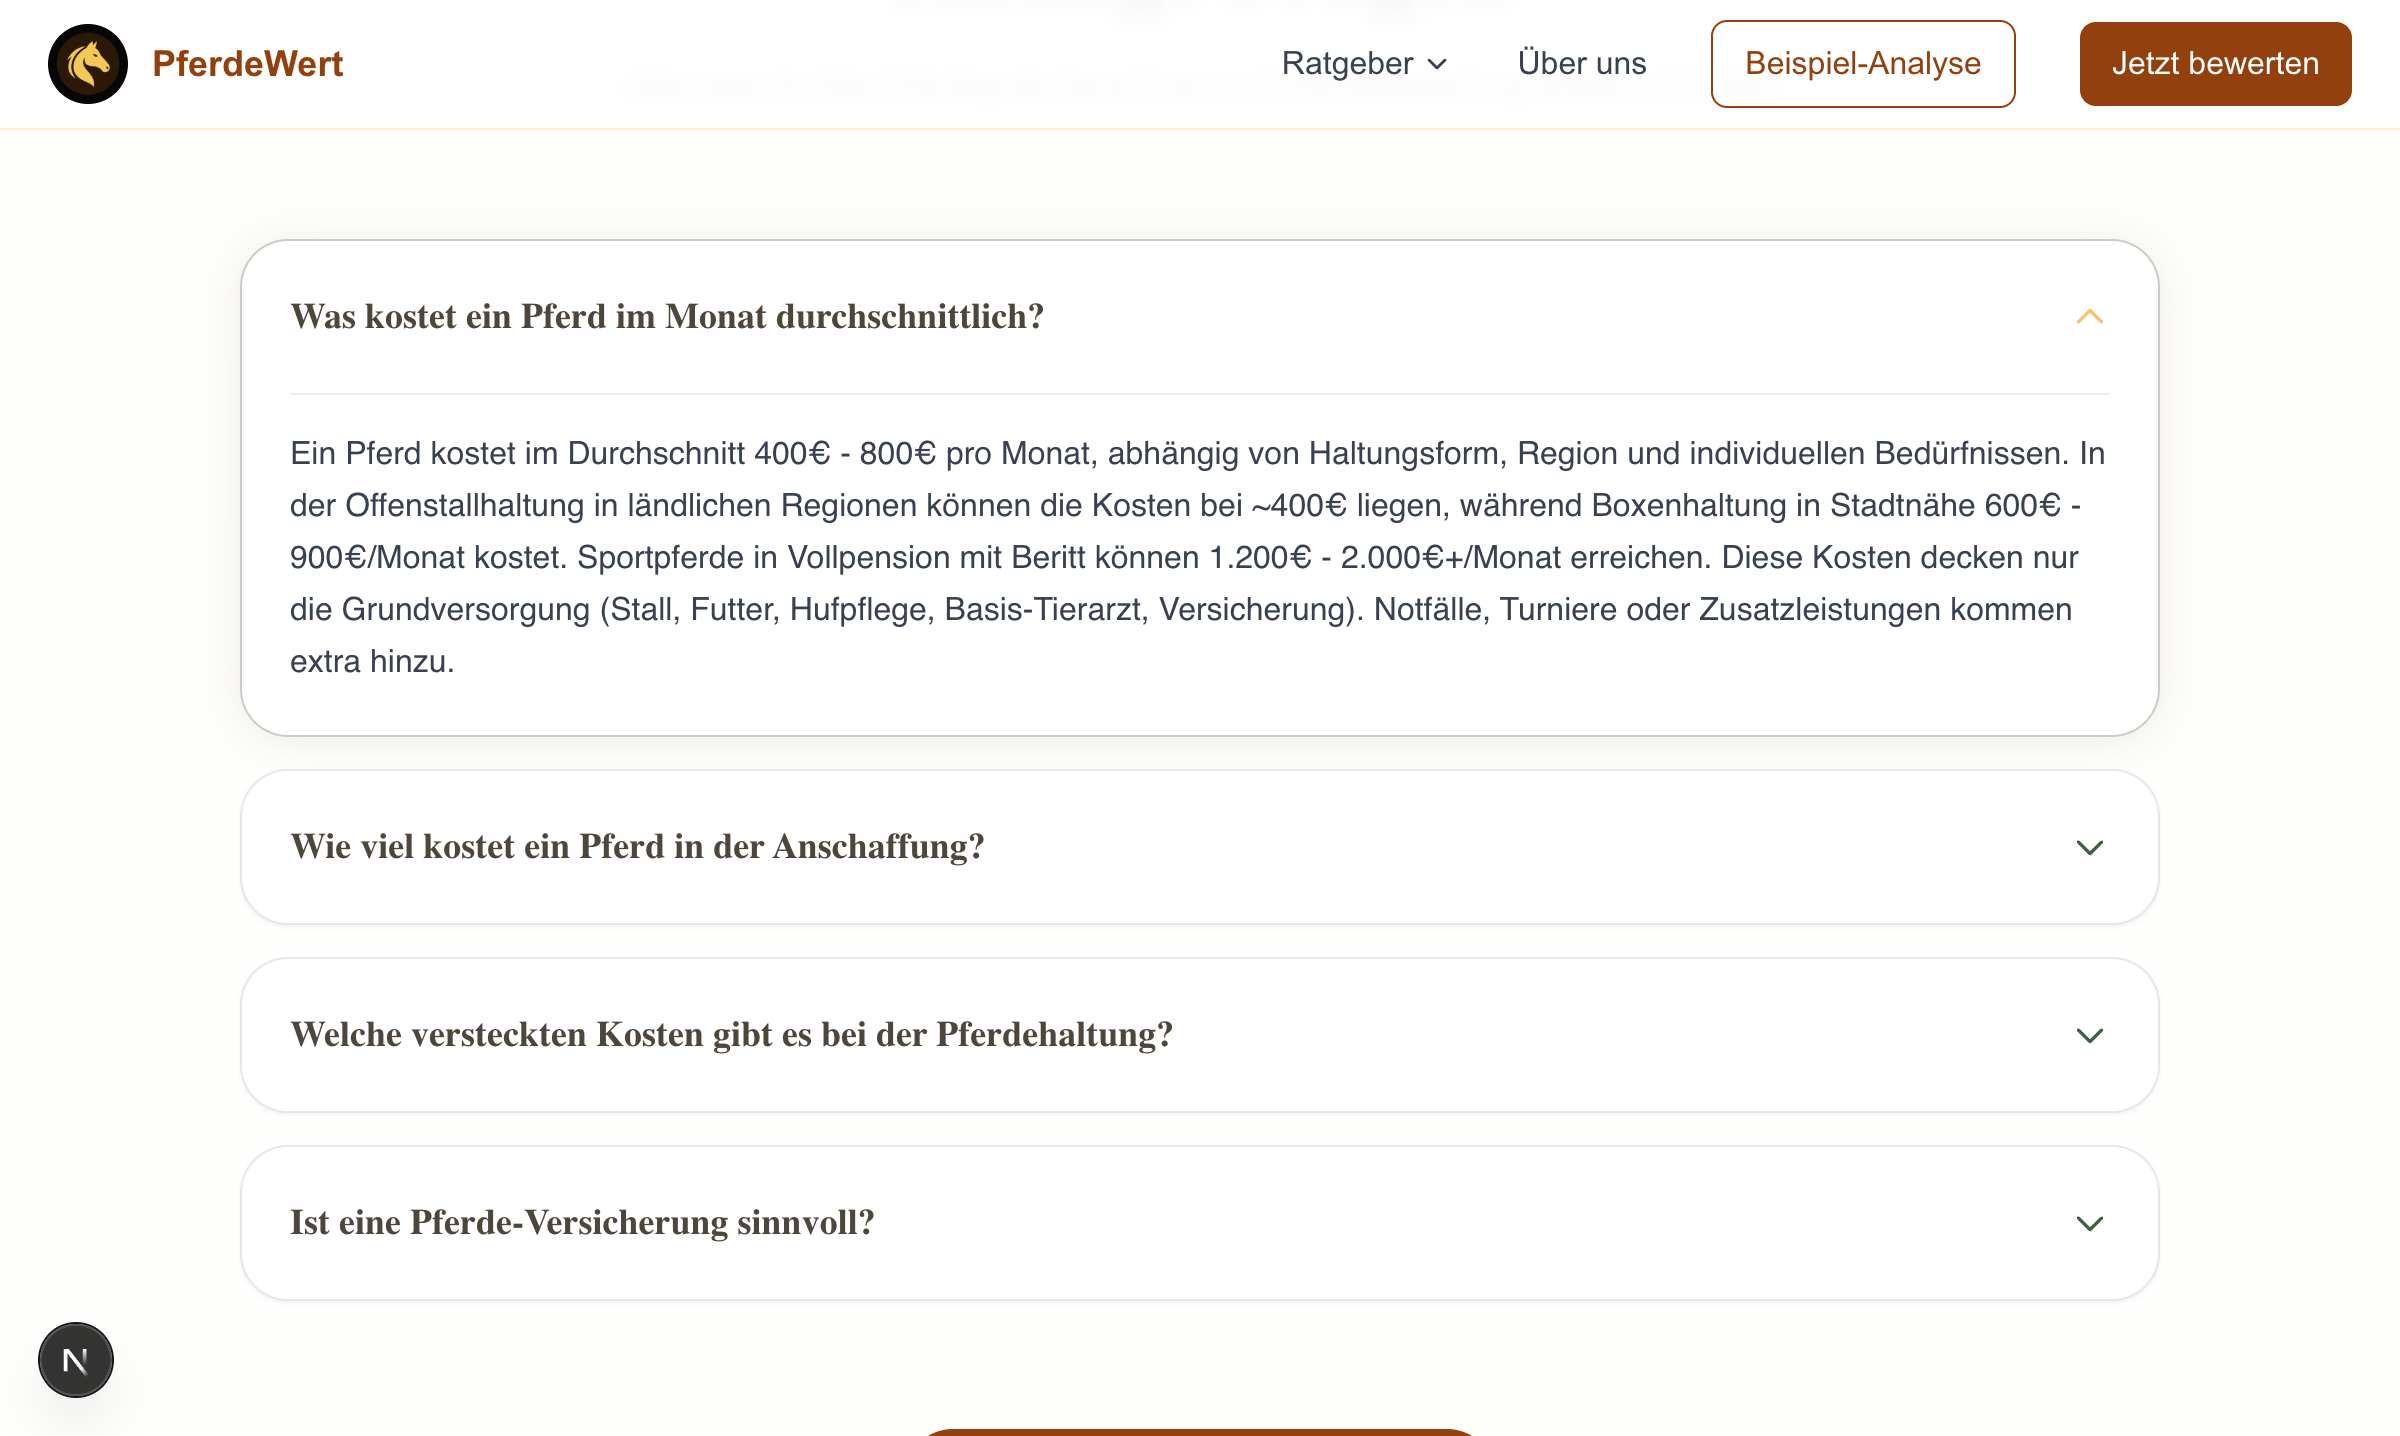 PferdeWert
Ratgeber
Über uns
Beispiel-Analyse
Jetzt bewerten
Was kostet ein Pferd im Monat durchschnittlich?
Ein Pferd kostet im Durchschnitt 400€ - 800€ pro Monat, abhängig von Haltungsform, Region und individuellen Bedürfnissen. In
der Offenstallhaltung in ländlichen Regionen können die Kosten bei ~400€ liegen, während Boxenhaltung in Stadtnähe 600€ -
900€/Monat kostet. Sportpferde in Vollpension mit Beritt können 1.200€ - 2.000€+/Monat erreichen. Diese Kosten decken nur
die Grundversorgung (Stall, Futter, Hufpflege, Basis-Tierarzt, Versicherung). Notfälle, Turniere oder Zusatzleistungen kommen
extra hinzu.
Wie viel kostet ein Pferd in der Anschaffung?
Welche versteckten Kosten gibt es bei der Pferdehaltung?
Ist eine Pferde-Versicherung sinnvoll?
N